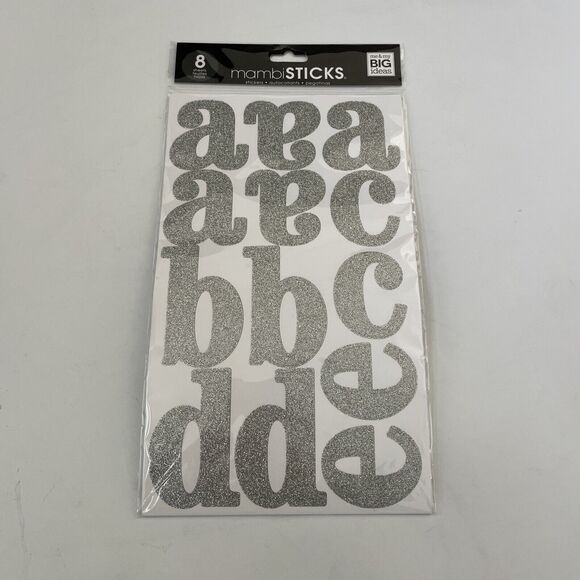 8
mambiSTICKS
stickers • autocollants • pegatinas
me & my
BIG
ideas
a a a
a a c
b b c
d d e
e